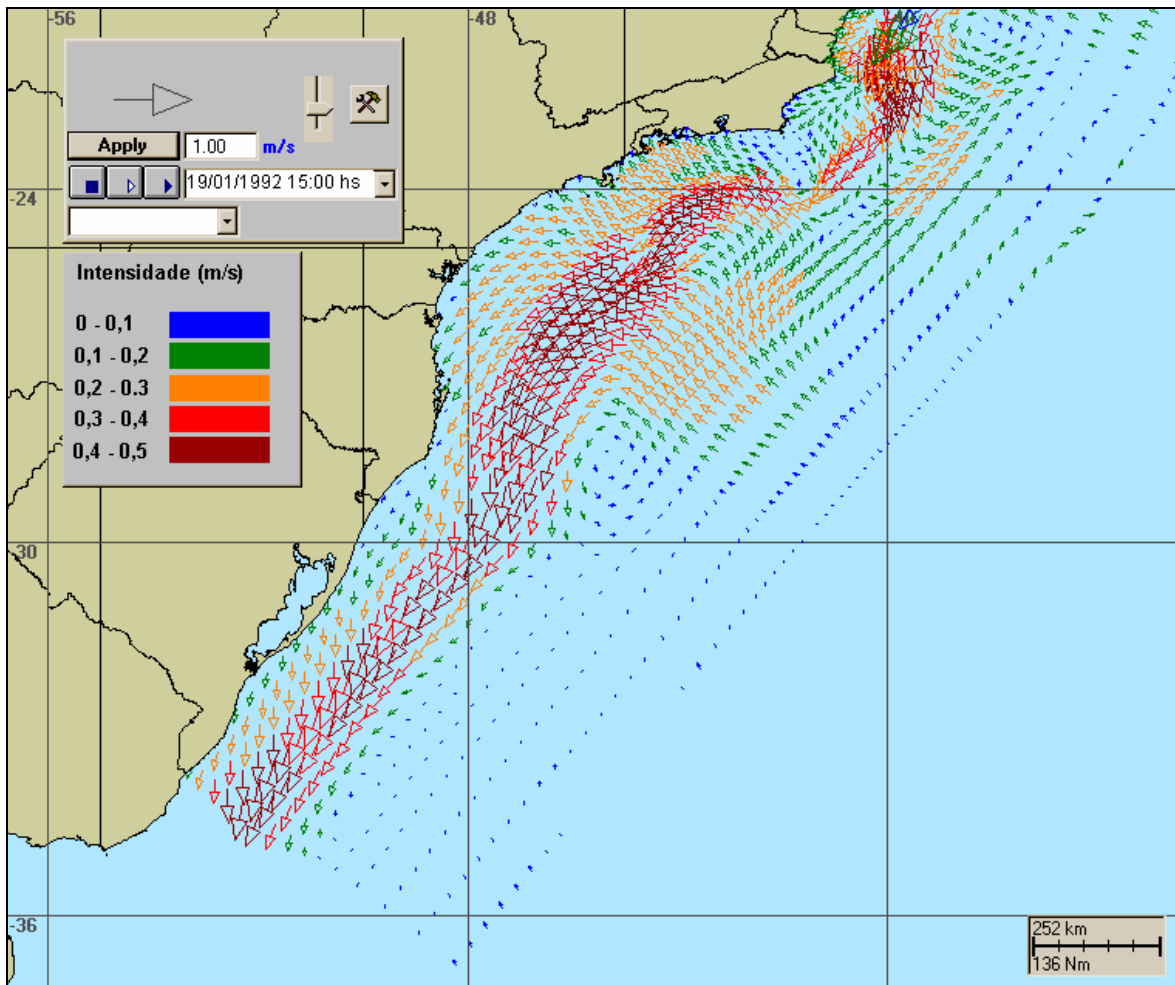 -56
-48
-40
Apply
1.00
m/s
19/01/1992 15:00 hs
-24
Intensidade (m/s)
0 - 0,1
0,1 - 0,2
0,2 - 0.3
0,3 - 0,4
0,4 - 0,5
-30
-36
252 km
136 Nm